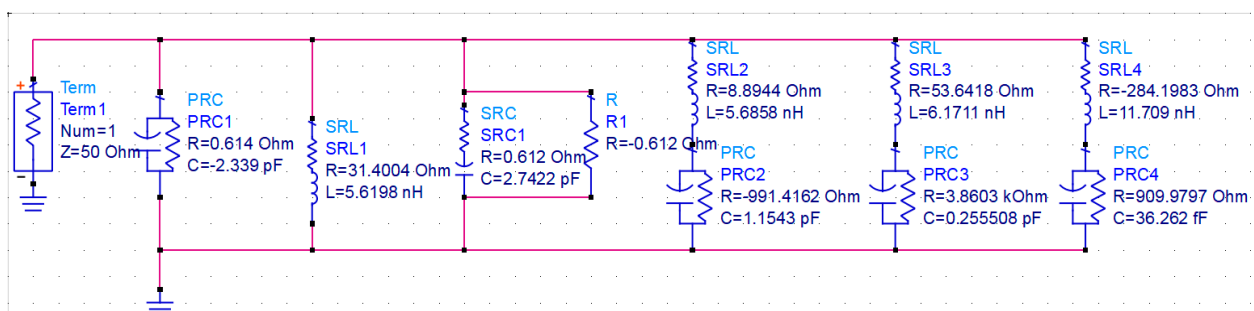 +
Term
Term1
Num=1
Z=50 Ohm
-
PRC
PRC1
R=0.614 Ohm
C=-2.339 pF
SRL
SRL1
R=31.4004 Ohm
L=5.6198 nH
SRC
SRC1
R=0.612 Ohm
C=2.7422 pF
R
R1
R=-0.612 Ohm
SRL
SRL2
R=8.8944 Ohm
L=5.6858 nH
PRC
PRC2
R=-991.4162 Ohm
C=1.1543 pF
SRL
SRL3
R=53.6418 Ohm
L=6.1711 nH
PRC
PRC3
R=3.8603 kOhm
C=0.255508 pF
SRL
SRL4
R=-284.1983 Ohm
L=11.709 nH
PRC
PRC4
R=909.9797 Ohm
C=36.262 fF